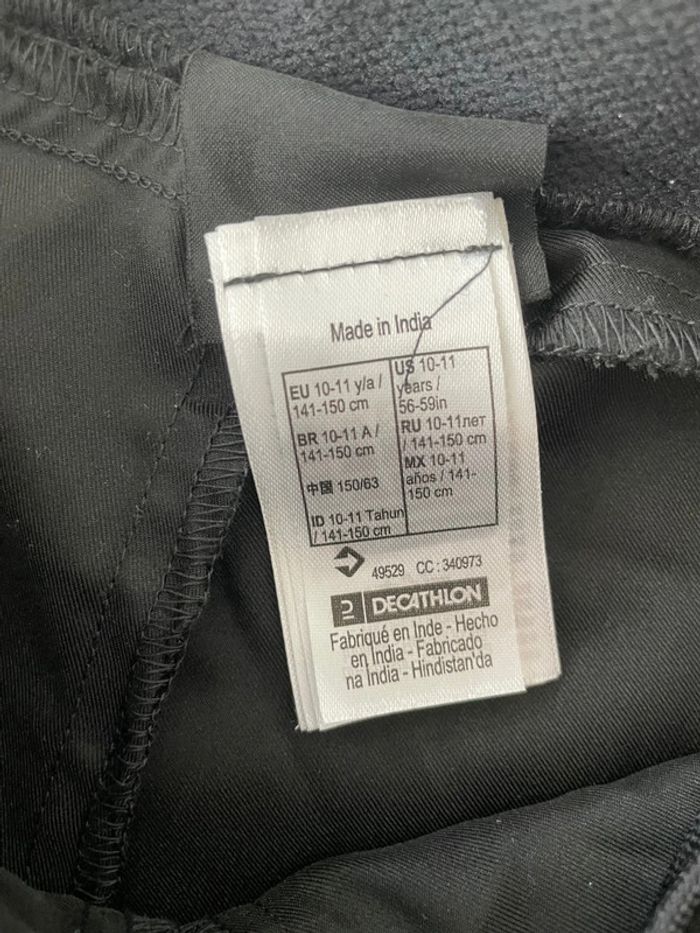 Made in India
EU 10-11 y/a /
141-150 cm
BR 10-11 A /
141-150 cm
中国 150/63
ID 10-11 Tahun
/ 141-150 cm
US 10-11
years /
56-59in
RU 10-11лет
/ 141-150 cm
MX 10-11
años / 141-
150 cm
49529 CC : 340973
DECATHLON
Fabriqué en Inde - Hecho
en India - Fabricado
na Índia - Hindistan'da